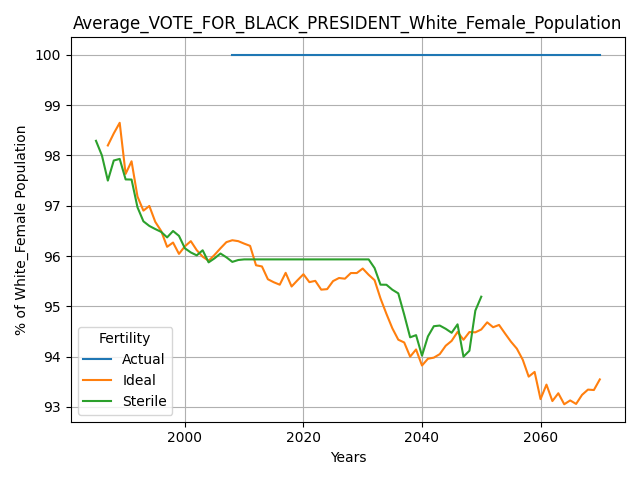 Average_VOTE_FOR_BLACK_PRESIDENT_White_Female_Population
% of White_Female Population
100
99
98
97
96
95
94
93
Fertility
Actual
Ideal
Sterile
2000 2020 2040 2060
Years